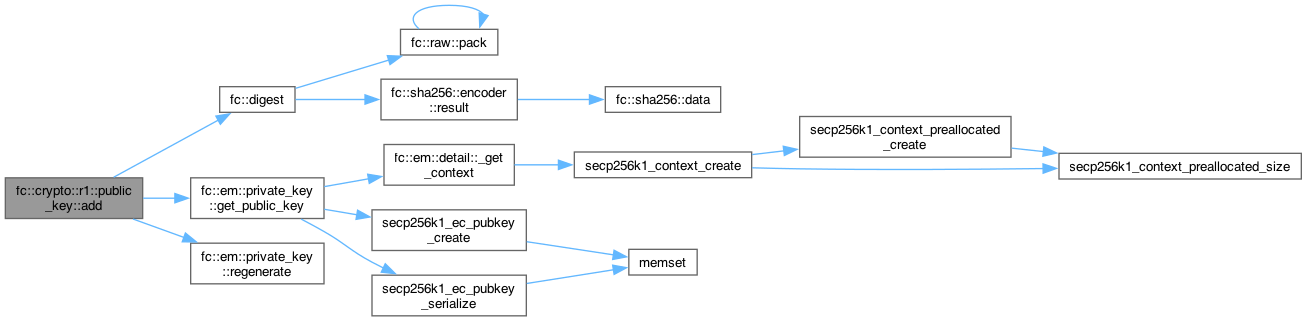 fc::raw::pack
fc::digest
fc::sha256::encoder
::result
fc::sha256::data
fc::crypto::r1::public
_key::add
fc::em::private_key
::get_public_key
fc::em::detail::_get
_context
secp256k1_context_create
secp256k1_context_preallocated
_create
secp256k1_context_preallocated_size
secp256k1_ec_pubkey
_create
memset
fc::em::private_key
::regenerate
secp256k1_ec_pubkey
_serialize